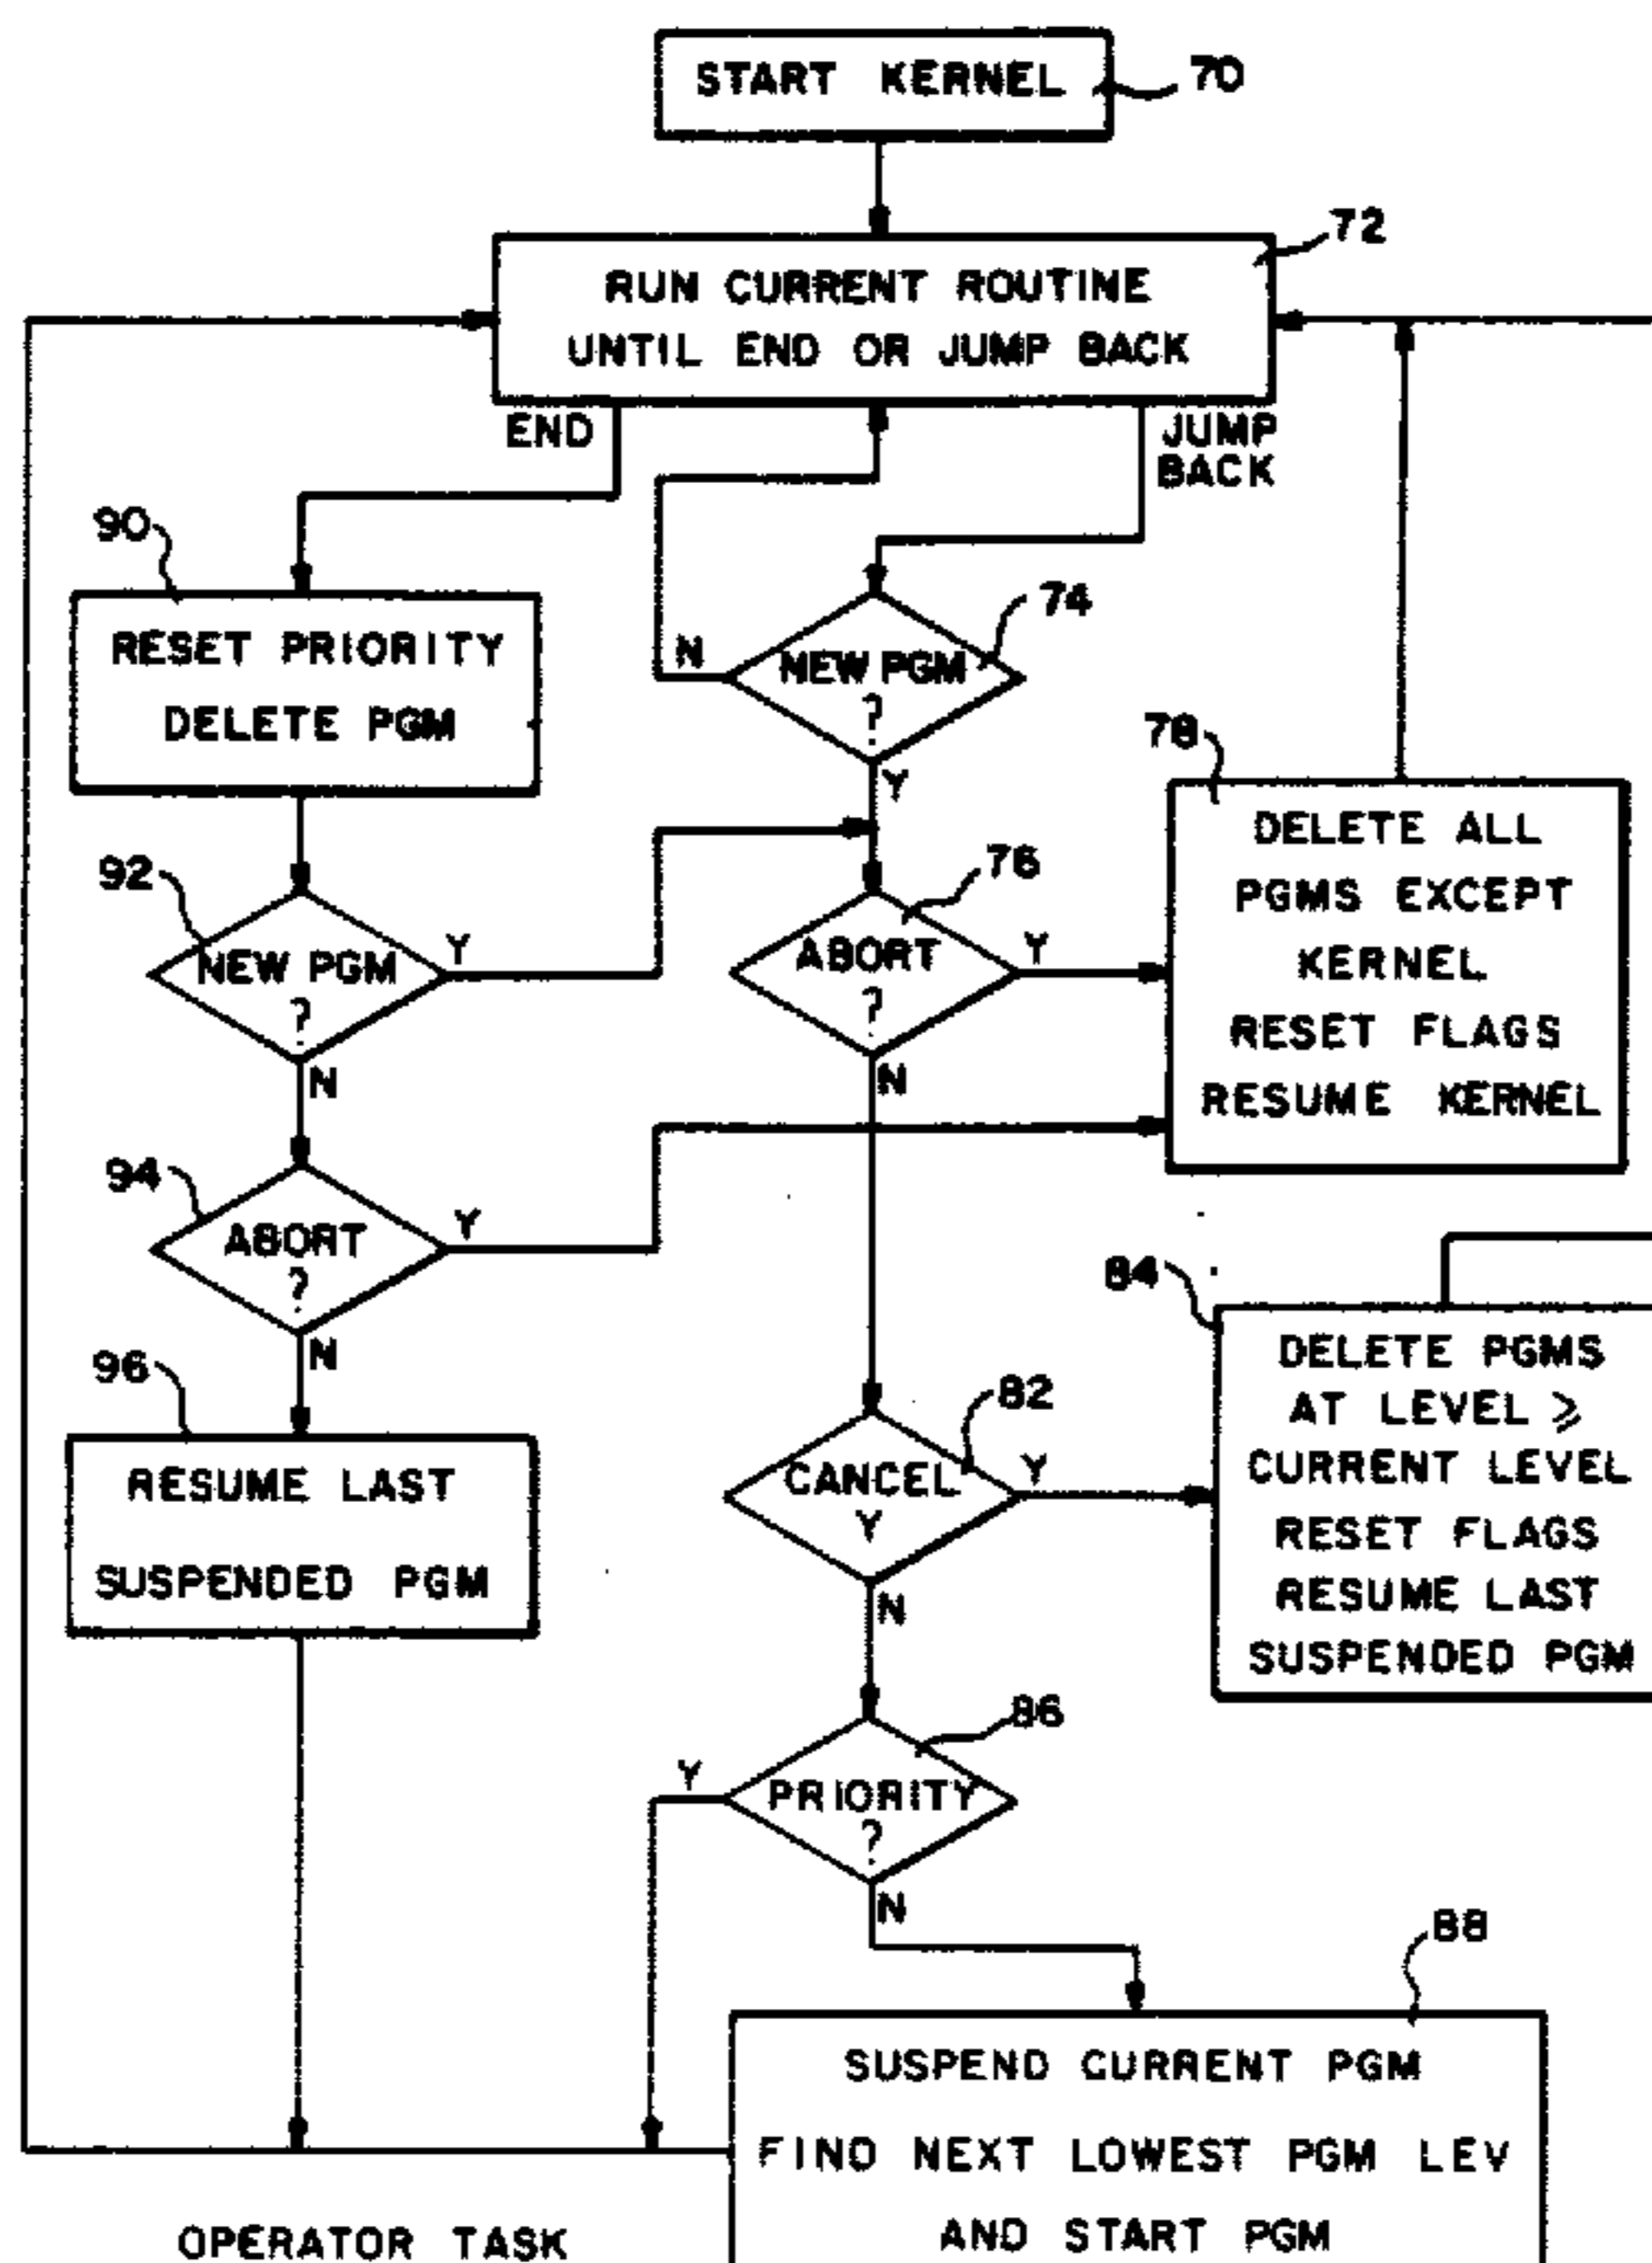 START KERNEL
70
72
RUN CURRENT ROUTINE
UNTIL END OR JUMP BACK
END
JUMP
BACK
90
74
RESET PRIORITY
DELETE PGM
N
NEW PGM
?
Y
78
DELETE ALL
PGMS EXCEPT
KERNEL
RESET FLAGS
RESUME KERNEL
92
NEW PGM
?
Y
N
76
ABORT
?
Y
N
94
ABORT
?
Y
N
84
DELETE PGMS
AT LEVEL ⩾
CURRENT LEVEL
RESET FLAGS
RESUME LAST
SUSPENDED PGM
96
RESUME LAST
SUSPENDED PGM
82
CANCEL
Y
Y
N
86
Y
PRIORITY
?
N
88
SUSPEND CURRENT PGM
FIND NEXT LOWEST PGM LEV
AND START PGM
OPERATOR TASK